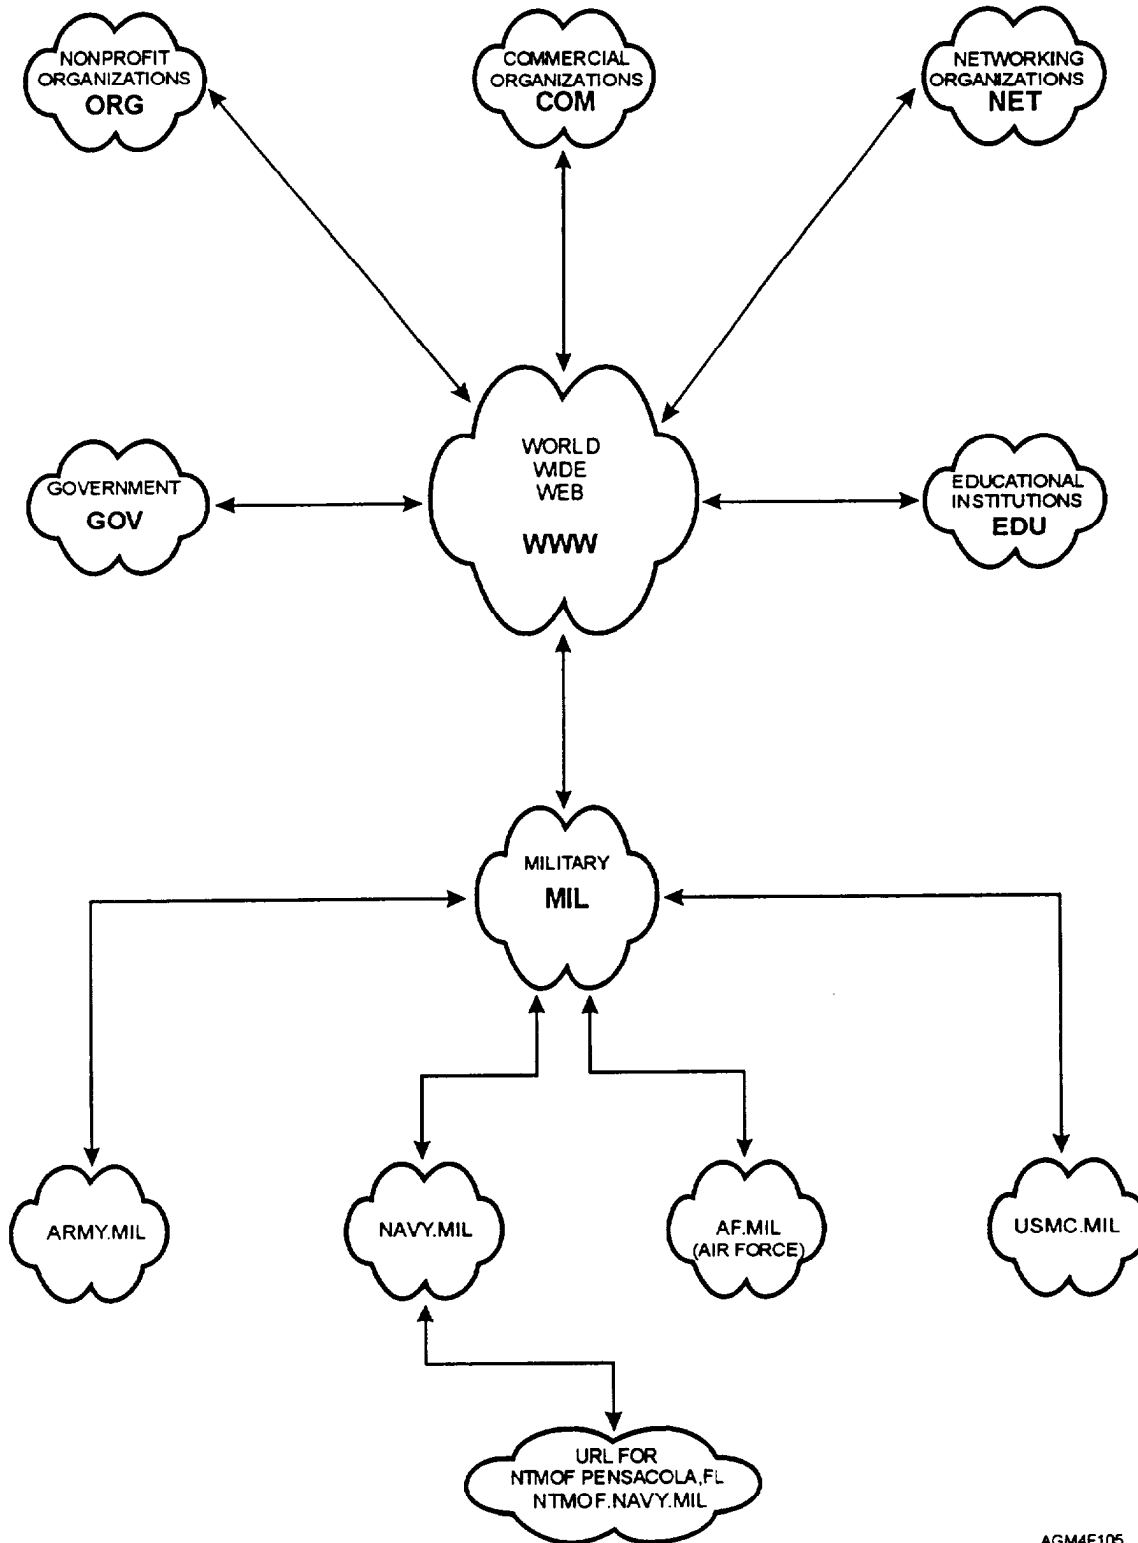 NONPROFIT
ORGANIZATIONS
ORG
COMMERCIAL
ORGANIZATIONS
COM
NETWORKING
ORGANIZATIONS
NET
GOVERNMENT
GOV
WORLD
WIDE
WEB
WWW
EDUCATIONAL
INSTITUTIONS
EDU
MILITARY
MIL
ARMY.MIL
NAVY.MIL
AF.MIL
(AIR FORCE)
USMC.MIL
URL FOR
NTMOF PENSACOLA,FL
NTMOF.NAVY.MIL
AGM4F105